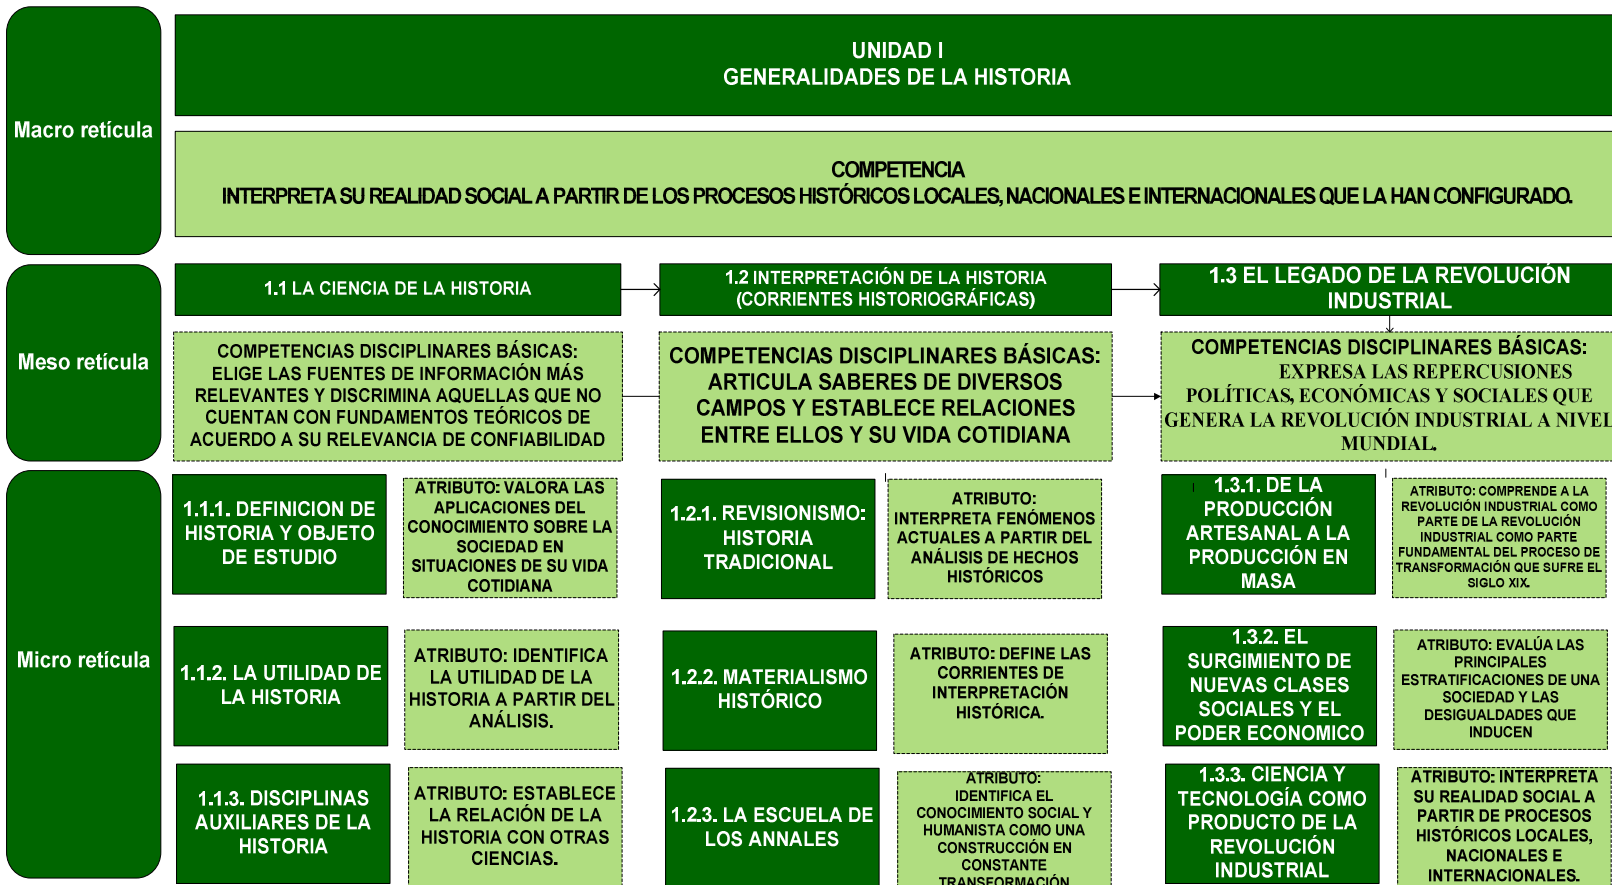 Macro retícula
UNIDAD I
GENERALIDADES DE LA HISTORIA
COMPETENCIA
INTERPRETA SU REALIDAD SOCIAL A PARTIR DE LOS PROCESOS HISTÓRICOS LOCALES, NACIONALES E INTERNACIONALES QUE LA HAN CONFIGURADO.
Meso retícula
1.1 LA CIENCIA DE LA HISTORIA
1.2 INTERPRETACIÓN DE LA HISTORIA
(CORRIENTES HISTORIOGRÁFICAS)
1.3 EL LEGADO DE LA REVOLUCIÓN
INDUSTRIAL
COMPETENCIAS DISCIPLINARES BÁSICAS:
ELIGE LAS FUENTES DE INFORMACIÓN MÁS
RELEVANTES Y DISCRIMINA AQUELLAS QUE NO
CUENTAN CON FUNDAMENTOS TEÓRICOS DE
ACUERDO A SU RELEVANCIA DE CONFIABILIDAD
COMPETENCIAS DISCIPLINARES BÁSICAS:
ARTICULA SABERES DE DIVERSOS
CAMPOS Y ESTABLECE RELACIONES
ENTRE ELLOS Y SU VIDA COTIDIANA
COMPETENCIAS DISCIPLINARES BÁSICAS:
EXPRESA LAS REPERCUSIONES
POLÍTICAS, ECONÓMICAS Y SOCIALES QUE
GENERA LA REVOLUCIÓN INDUSTRIAL A NIVEL
MUNDIAL.
Micro retícula
1.1.1. DEFINICION DE
HISTORIA Y OBJETO
DE ESTUDIO
ATRIBUTO: VALORA LAS
APLICACIONES DEL
CONOCIMIENTO SOBRE LA
SOCIEDAD EN
SITUACIONES DE SU VIDA
COTIDIANA
1.2.1. REVISIONISMO:
HISTORIA
TRADICIONAL
ATRIBUTO:
INTERPRETA FENÓMENOS
ACTUALES A PARTIR DEL
ANÁLISIS DE HECHOS
HISTÓRICOS
1.3.1. DE LA
PRODUCCIÓN
ARTESANAL A LA
PRODUCCIÓN EN
MASA
ATRIBUTO: COMPRENDE A LA
REVOLUCIÓN INDUSTRIAL COMO
PARTE DE LA REVOLUCIÓN
INDUSTRIAL COMO PARTE
FUNDAMENTAL DEL PROCESO DE
TRANSFORMACIÓN QUE SUFRE EL
SIGLO XIX.
1.1.2. LA UTILIDAD DE
LA HISTORIA
ATRIBUTO: IDENTIFICA
LA UTILIDAD DE LA
HISTORIA A PARTIR DEL
ANÁLISIS.
1.2.2. MATERIALISMO
HISTÓRICO
ATRIBUTO: DEFINE LAS
CORRIENTES DE
INTERPRETACIÓN
HISTÓRICA.
1.3.2. EL
SURGIMIENTO DE
NUEVAS CLASES
SOCIALES Y EL
PODER ECONOMICO
ATRIBUTO: EVALÚA LAS
PRINCIPALES
ESTRATIFICACIONES DE UNA
SOCIEDAD Y LAS
DESIGUALDADES QUE
INDUCEN
1.1.3. DISCIPLINAS
AUXILIARES DE LA
HISTORIA
ATRIBUTO: ESTABLECE
LA RELACIÓN DE LA
HISTORIA CON OTRAS
CIENCIAS.
1.2.3. LA ESCUELA DE
LOS ANNALES
ATRIBUTO:
IDENTIFICA EL
CONOCIMIENTO SOCIAL Y
HUMANISTA COMO UNA
CONSTRUCCIÓN EN
CONSTANTE
TRANSFORMACIÓN
1.3.3. CIENCIA Y
TECNOLOGÍA COMO
PRODUCTO DE LA
REVOLUCIÓN
INDUSTRIAL
ATRIBUTO: INTERPRETA
SU REALIDAD SOCIAL A
PARTIR DE PROCESOS
HISTÓRICOS LOCALES,
NACIONALES E
INTERNACIONALES.